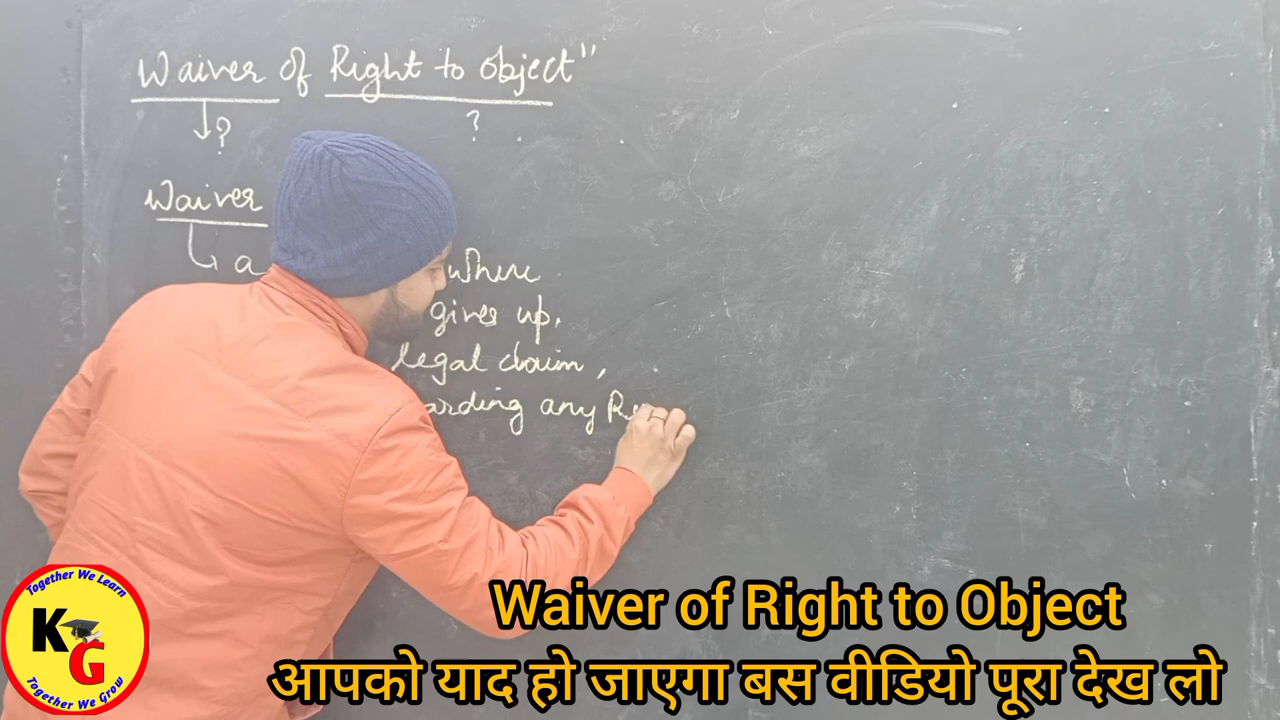 Waiver of Right to object"
?
?
Waiver
a
where
gives up,
legal claim,
arding any
Waiver of Right to Object
आपको याद हो जाएगा बस वीडियो पूरा देख लो
Together We Learn
KG
Together We Grow